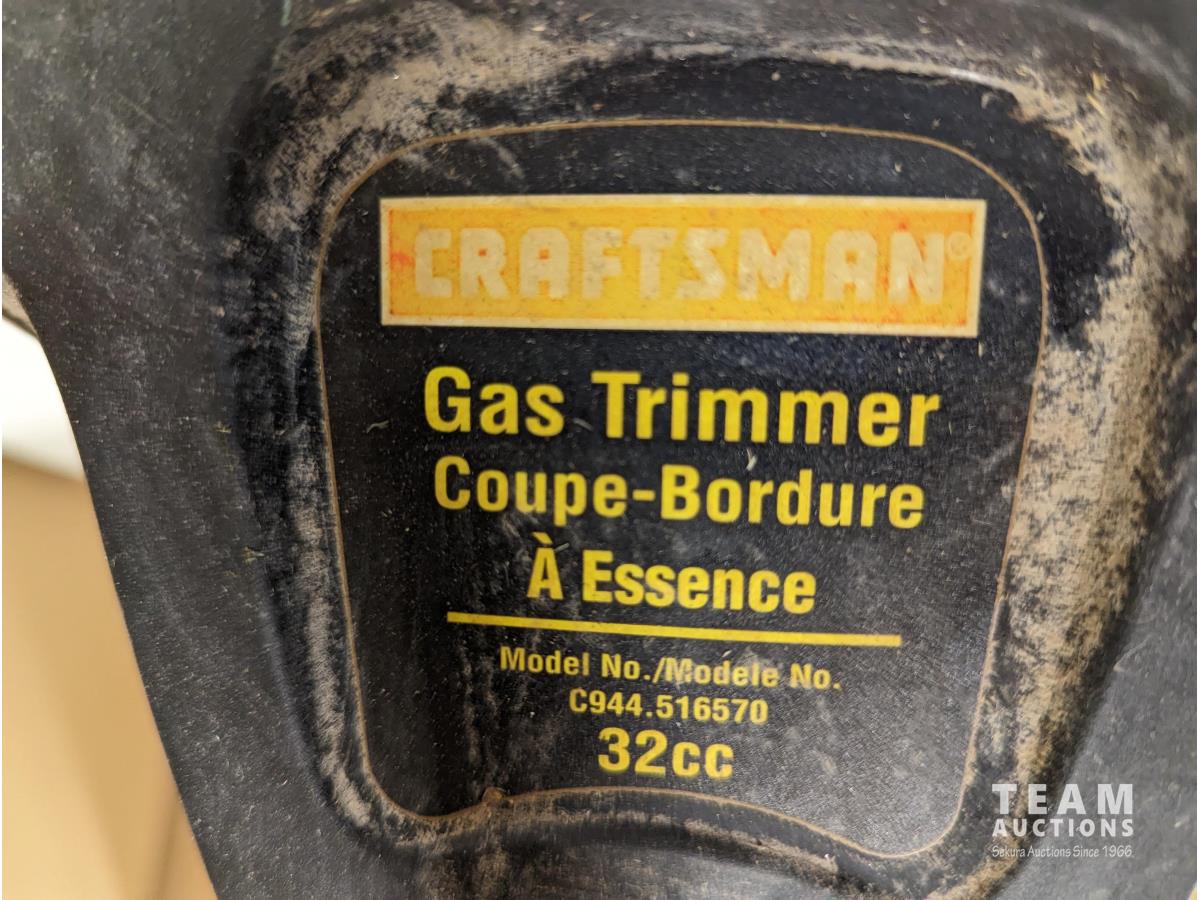 CRAFTSMAN®
Gas Trimmer
Coupe-Bordure
À Essence
Model No./Modele No.
C944.516570
32cc
TEAM
AUCTIONS
Sekura Auctions Since 1966